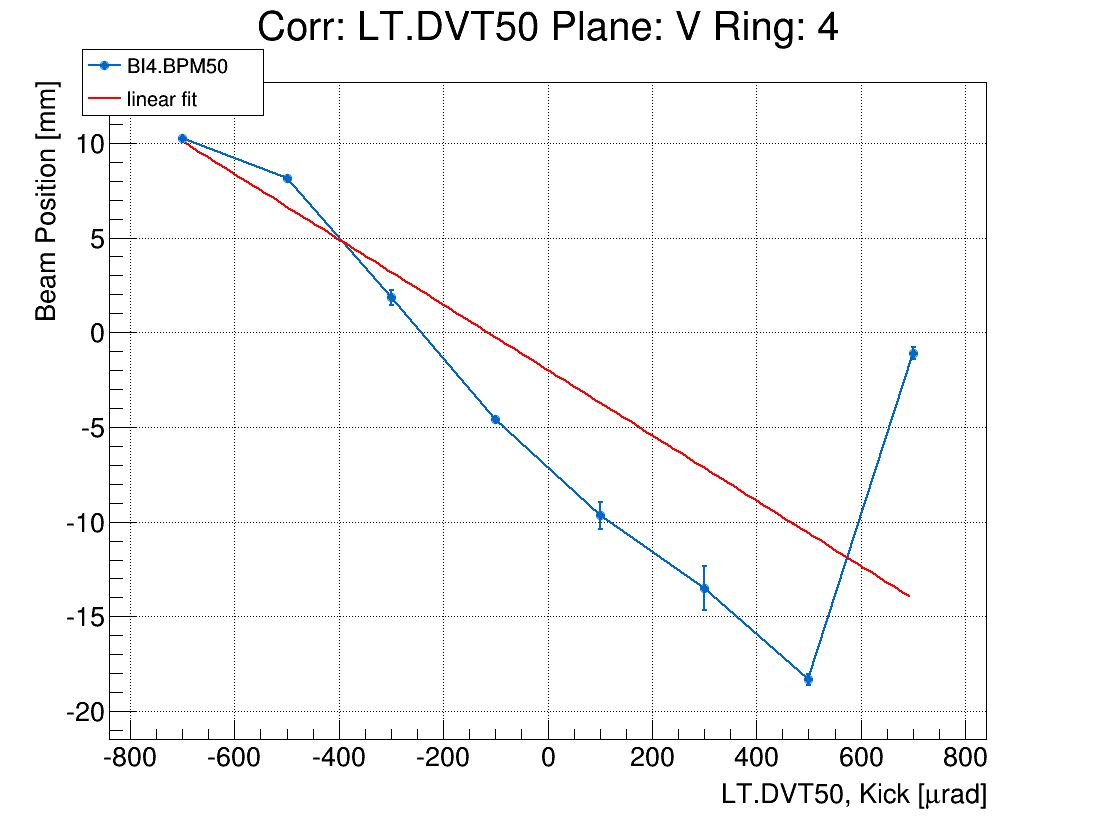 Corr: LT.DVT50 Plane: V Ring: 4
BI4.BPM50
linear fit
Beam Position [mm]
10
5
0
-5
-10
-15
-20
-800 -600 -400 -200 0 200 400 600 800
LT.DVT50, Kick [μrad]